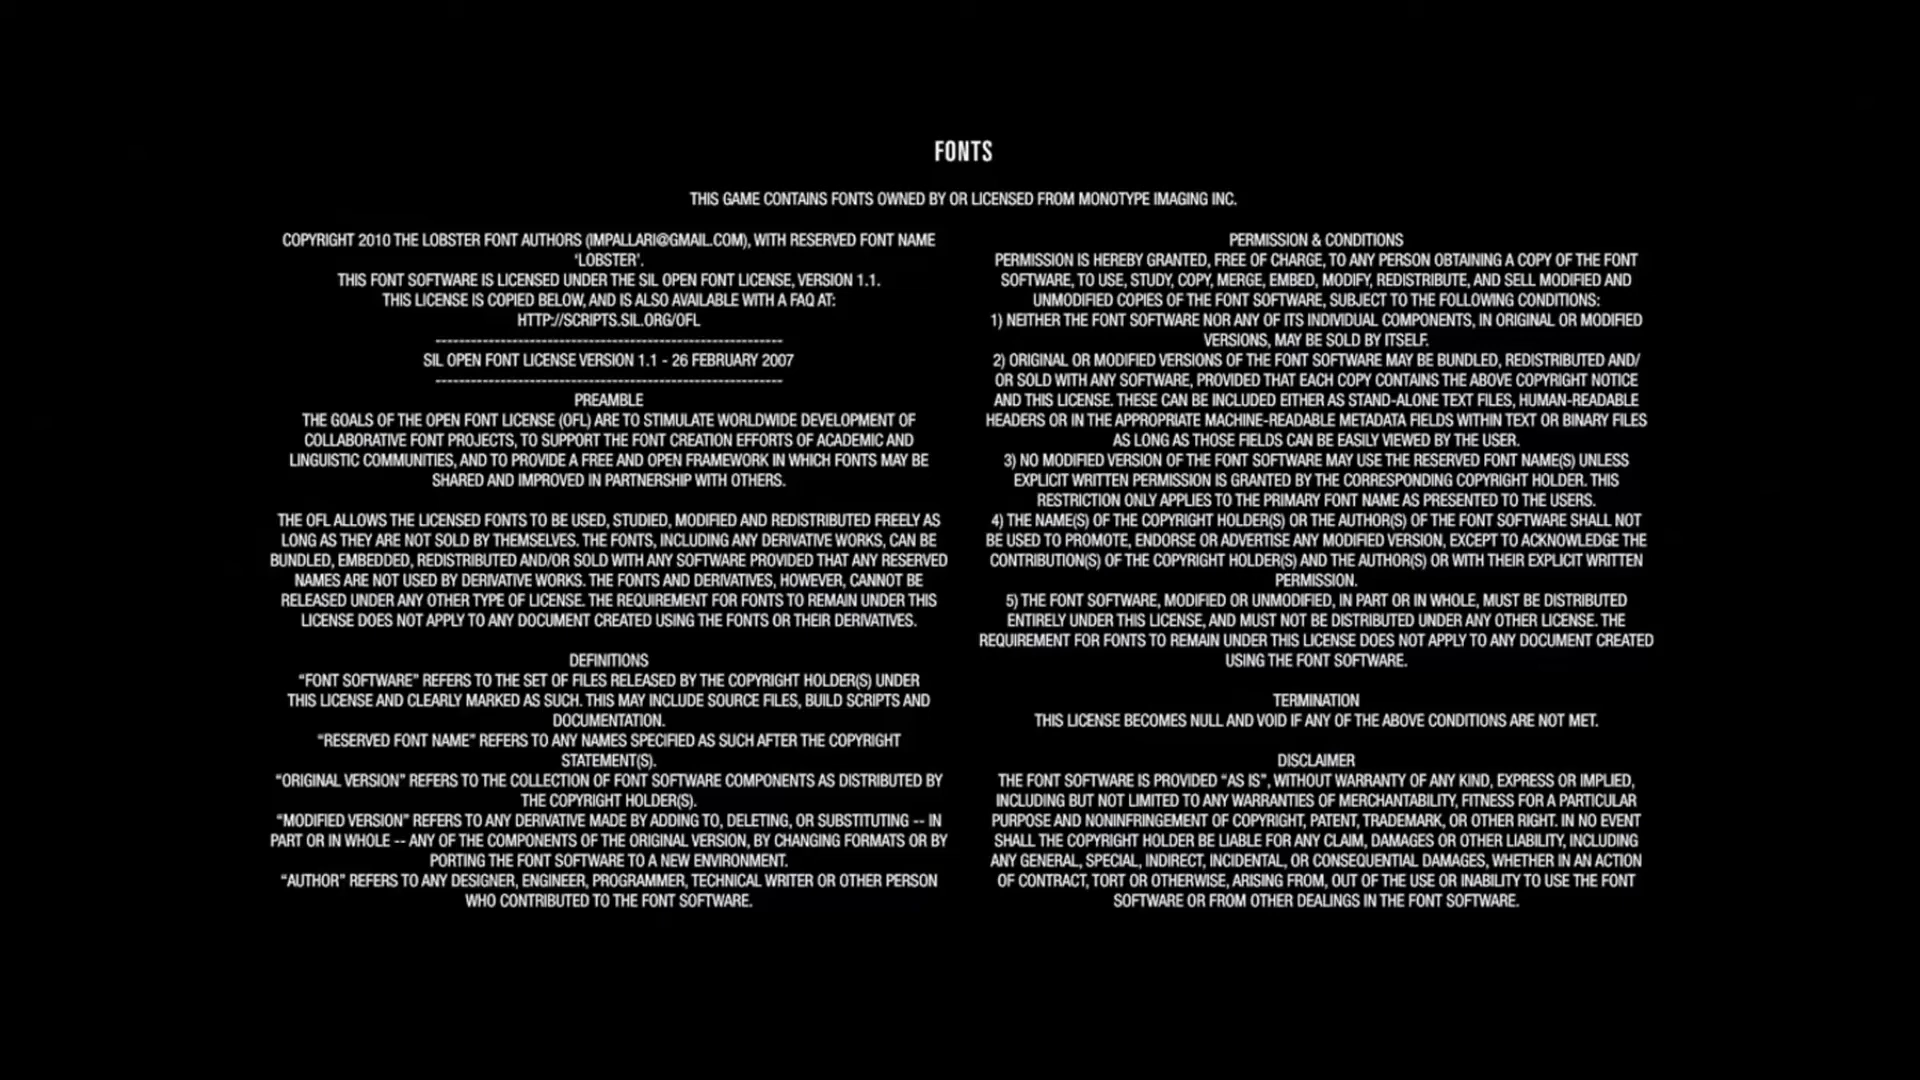 FONTS
THIS GAME CONTAINS FONTS OWNED BY OR LICENSED FROM MONOTYPE IMAGING INC.
COPYRIGHT 2010 THE LOBSTER FONT AUTHORS (IMPALLARI@GMAIL.COM), WITH RESERVED FONT NAME
'LOBSTER'.
THIS FONT SOFTWARE IS LICENSED UNDER THE SIL OPEN FONT LICENSE, VERSION 1.1.
THIS LICENSE IS COPIED BELOW, AND IS ALSO AVAILABLE WITH A FAQ AT:
HTTP://SCRIPTS.SIL.ORG/OFL
-----------------------------------------------------------
SIL OPEN FONT LICENSE VERSION 1.1 - 26 FEBRUARY 2007
-----------------------------------------------------------
PREAMBLE
THE GOALS OF THE OPEN FONT LICENSE (OFL) ARE TO STIMULATE WORLDWIDE DEVELOPMENT OF
COLLABORATIVE FONT PROJECTS, TO SUPPORT THE FONT CREATION EFFORTS OF ACADEMIC AND
LINGUISTIC COMMUNITIES, AND TO PROVIDE A FREE AND OPEN FRAMEWORK IN WHICH FONTS MAY BE
SHARED AND IMPROVED IN PARTNERSHIP WITH OTHERS.
THE OFL ALLOWS THE LICENSED FONTS TO BE USED, STUDIED, MODIFIED AND REDISTRIBUTED FREELY AS
LONG AS THEY ARE NOT SOLD BY THEMSELVES. THE FONTS, INCLUDING ANY DERIVATIVE WORKS, CAN BE
BUNDLED, EMBEDDED, REDISTRIBUTED AND/OR SOLD WITH ANY SOFTWARE PROVIDED THAT ANY RESERVED
NAMES ARE NOT USED BY DERIVATIVE WORKS. THE FONTS AND DERIVATIVES, HOWEVER, CANNOT BE
RELEASED UNDER ANY OTHER TYPE OF LICENSE. THE REQUIREMENT FOR FONTS TO REMAIN UNDER THIS
LICENSE DOES NOT APPLY TO ANY DOCUMENT CREATED USING THE FONTS OR THEIR DERIVATIVES.
DEFINITIONS
“FONT SOFTWARE” REFERS TO THE SET OF FILES RELEASED BY THE COPYRIGHT HOLDER(S) UNDER
THIS LICENSE AND CLEARLY MARKED AS SUCH. THIS MAY INCLUDE SOURCE FILES, BUILD SCRIPTS AND
DOCUMENTATION.
“RESERVED FONT NAME” REFERS TO ANY NAMES SPECIFIED AS SUCH AFTER THE COPYRIGHT
STATEMENT(S).
“ORIGINAL VERSION” REFERS TO THE COLLECTION OF FONT SOFTWARE COMPONENTS AS DISTRIBUTED BY
THE COPYRIGHT HOLDER(S).
“MODIFIED VERSION” REFERS TO ANY DERIVATIVE MADE BY ADDING TO, DELETING, OR SUBSTITUTING -- IN
PART OR IN WHOLE -- ANY OF THE COMPONENTS OF THE ORIGINAL VERSION, BY CHANGING FORMATS OR BY
PORTING THE FONT SOFTWARE TO A NEW ENVIRONMENT.
“AUTHOR” REFERS TO ANY DESIGNER, ENGINEER, PROGRAMMER, TECHNICAL WRITER OR OTHER PERSON
WHO CONTRIBUTED TO THE FONT SOFTWARE.
PERMISSION & CONDITIONS
PERMISSION IS HEREBY GRANTED, FREE OF CHARGE, TO ANY PERSON OBTAINING A COPY OF THE FONT
SOFTWARE, TO USE, STUDY, COPY, MERGE, EMBED, MODIFY, REDISTRIBUTE, AND SELL MODIFIED AND
UNMODIFIED COPIES OF THE FONT SOFTWARE, SUBJECT TO THE FOLLOWING CONDITIONS:
1) NEITHER THE FONT SOFTWARE NOR ANY OF ITS INDIVIDUAL COMPONENTS, IN ORIGINAL OR MODIFIED
VERSIONS, MAY BE SOLD BY ITSELF.
2) ORIGINAL OR MODIFIED VERSIONS OF THE FONT SOFTWARE MAY BE BUNDLED, REDISTRIBUTED AND/
OR SOLD WITH ANY SOFTWARE, PROVIDED THAT EACH COPY CONTAINS THE ABOVE COPYRIGHT NOTICE
AND THIS LICENSE. THESE CAN BE INCLUDED EITHER AS STAND-ALONE TEXT FILES, HUMAN-READABLE
HEADERS OR IN THE APPROPRIATE MACHINE-READABLE METADATA FIELDS WITHIN TEXT OR BINARY FILES
AS LONG AS THOSE FIELDS CAN BE EASILY VIEWED BY THE USER.
3) NO MODIFIED VERSION OF THE FONT SOFTWARE MAY USE THE RESERVED FONT NAME(S) UNLESS
EXPLICIT WRITTEN PERMISSION IS GRANTED BY THE CORRESPONDING COPYRIGHT HOLDER. THIS
RESTRICTION ONLY APPLIES TO THE PRIMARY FONT NAME AS PRESENTED TO THE USERS.
4) THE NAME(S) OF THE COPYRIGHT HOLDER(S) OR THE AUTHOR(S) OF THE FONT SOFTWARE SHALL NOT
BE USED TO PROMOTE, ENDORSE OR ADVERTISE ANY MODIFIED VERSION, EXCEPT TO ACKNOWLEDGE THE
CONTRIBUTION(S) OF THE COPYRIGHT HOLDER(S) AND THE AUTHOR(S) OR WITH THEIR EXPLICIT WRITTEN
PERMISSION.
5) THE FONT SOFTWARE, MODIFIED OR UNMODIFIED, IN PART OR IN WHOLE, MUST BE DISTRIBUTED
ENTIRELY UNDER THIS LICENSE, AND MUST NOT BE DISTRIBUTED UNDER ANY OTHER LICENSE. THE
REQUIREMENT FOR FONTS TO REMAIN UNDER THIS LICENSE DOES NOT APPLY TO ANY DOCUMENT CREATED
USING THE FONT SOFTWARE.
TERMINATION
THIS LICENSE BECOMES NULL AND VOID IF ANY OF THE ABOVE CONDITIONS ARE NOT MET.
DISCLAIMER
THE FONT SOFTWARE IS PROVIDED “AS IS”, WITHOUT WARRANTY OF ANY KIND, EXPRESS OR IMPLIED,
INCLUDING BUT NOT LIMITED TO ANY WARRANTIES OF MERCHANTABILITY, FITNESS FOR A PARTICULAR
PURPOSE AND NONINFRINGEMENT OF COPYRIGHT, PATENT, TRADEMARK, OR OTHER RIGHT. IN NO EVENT
SHALL THE COPYRIGHT HOLDER BE LIABLE FOR ANY CLAIM, DAMAGES OR OTHER LIABILITY, INCLUDING
ANY GENERAL, SPECIAL, INDIRECT, INCIDENTAL, OR CONSEQUENTIAL DAMAGES, WHETHER IN AN ACTION
OF CONTRACT, TORT OR OTHERWISE, ARISING FROM, OUT OF THE USE OR INABILITY TO USE THE FONT
SOFTWARE OR FROM OTHER DEALINGS IN THE FONT SOFTWARE.